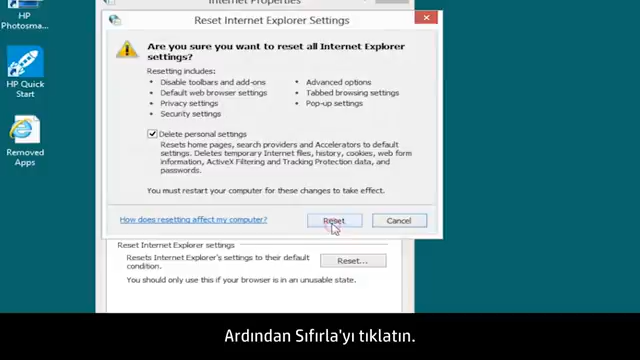 Internet Properties
Reset Internet Explorer Settings
Are you sure you want to reset all Internet Explorer
settings?
Resetting includes:
• Disable toolbars and add-ons
• Default web browser settings
• Privacy settings
• Security settings
• Advanced options
• Tabbed browsing settings
• Pop-up settings
Delete personal settings
Resets home pages, search providers and Accelerators to default
settings. Deletes temporary Internet files, history, cookies, web form
information, ActiveX Filtering and Tracking Protection data, and
passwords.
You must restart your computer for these changes to take effect.
How does resetting affect my computer?
Reset
Cancel
Reset Internet Explorer settings
Resets Internet Explorer's settings to their default
condition.
Reset...
You should only use this if your browser is in an unusable state.
HP
Photosma...
HP Quick
Start
Removed
Apps
Ardından Sıfırla'yı tıklatın.